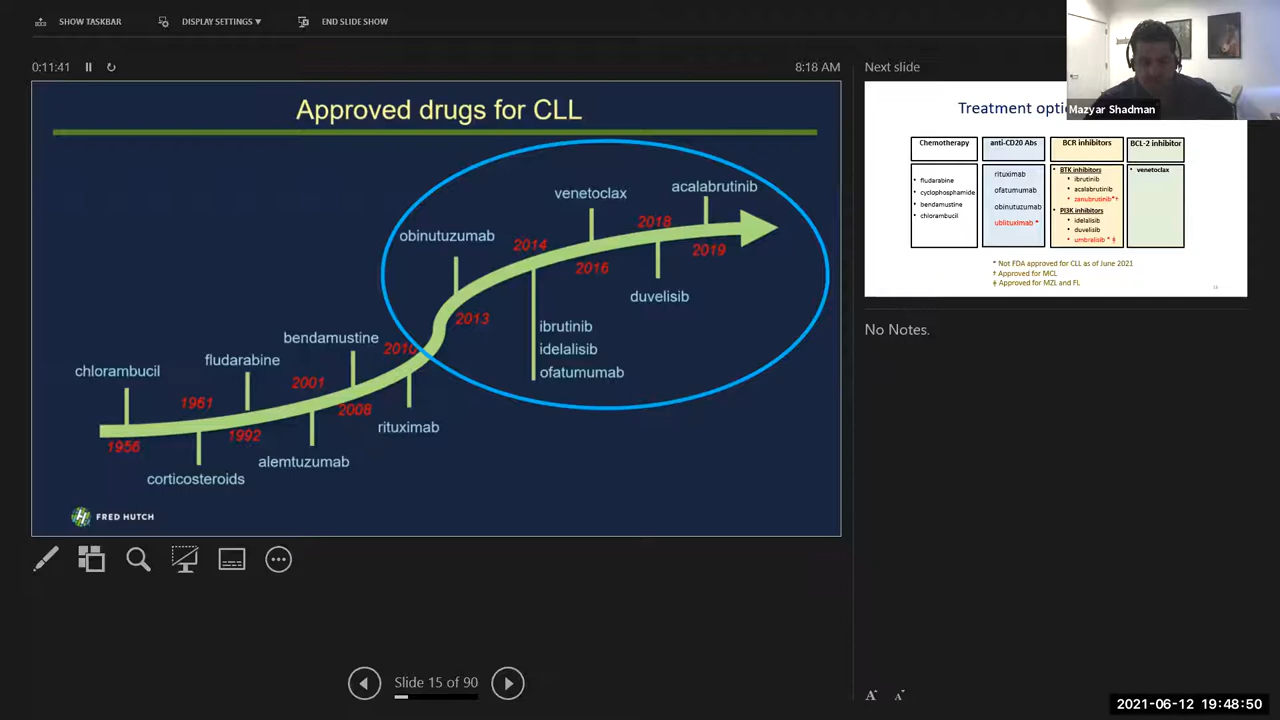 SHOW TASKBAR
DISPLAY SETTINGS ▼
END SLIDE SHOW
0:11:41
8:18 AM
Approved drugs for CLL
acalabrutinib
venetoclax
2018
obinutuzumab
2014
2019
2016
duvelisib
2013
ibrutinib
bendamustine
2010
idelalisib
fludarabine
ofatumumab
chlorambucil
2001
1961
2008
rituximab
1992
1956
alemtuzumab
corticosteroids
FRED HUTCH
Slide 15 of 90
Next slide
Mazyar Shadman
Treatment opti
Chemotherapy
• fludarabine
• cyclophosphamide
• bendamustine
• chlorambucil
anti-CD20 Abs
rituximab
ofatumumab
obinutuzumab
ublituximab *
BCR inhibitors
• BTK inhibitors
• ibrutinib
• acalabrutinib
• zanubrutinib*†
• PI3K inhibitors
• idelalisib
• duvelisib
• umbralisib * ‡
BCL-2 inhibitor
• venetoclax
* Not FDA approved for CLL as of June 2021
† Approved for MCL
‡ Approved for MZL and FL
No Notes.
A A
2021-06-12 19:48:50